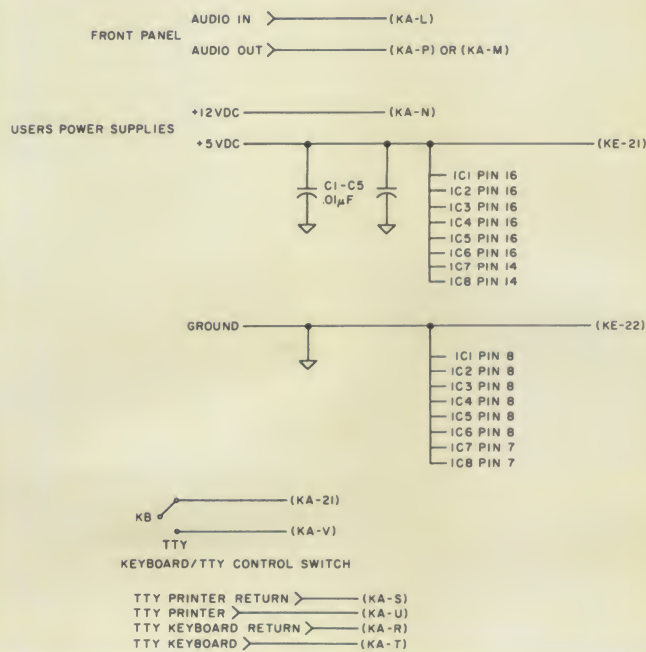 AUDIO IN (KA-L)
FRONT PANEL
AUDIO OUT (KA-P) OR (KA-M)
+12VDC (KA-N)
USERS POWER SUPPLIES
+5VDC (KE-21)
C1-C5
.01µF
IC1 PIN 16
IC2 PIN 16
IC3 PIN 16
IC4 PIN 16
IC5 PIN 16
IC6 PIN 16
IC7 PIN 14
IC8 PIN 14
GROUND (KE-22)
IC1 PIN 8
IC2 PIN 8
IC3 PIN 8
IC4 PIN 8
IC5 PIN 8
IC6 PIN 8
IC7 PIN 7
IC8 PIN 7
(KA-21)
KB
(KA-V)
TTY
KEYBOARD/TTY CONTROL SWITCH
TTY PRINTER RETURN (KA-S)
TTY PRINTER (KA-U)
TTY KEYBOARD RETURN (KA-R)
TTY KEYBOARD (KA-T)